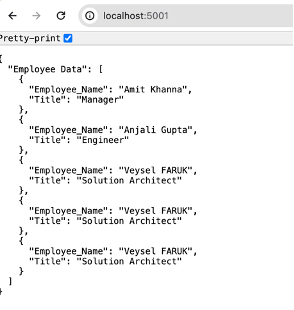 localhost:5001
Pretty-print
{
"Employee Data": [
{
"Employee_Name": "Amit Khanna",
"Title": "Manager"
},
{
"Employee_Name": "Anjali Gupta",
"Title": "Engineer"
},
{
"Employee_Name": "Veysel FARUK",
"Title": "Solution Architect"
},
{
"Employee_Name": "Veysel FARUK",
"Title": "Solution Architect"
},
{
"Employee_Name": "Veysel FARUK",
"Title": "Solution Architect"
}
]
}